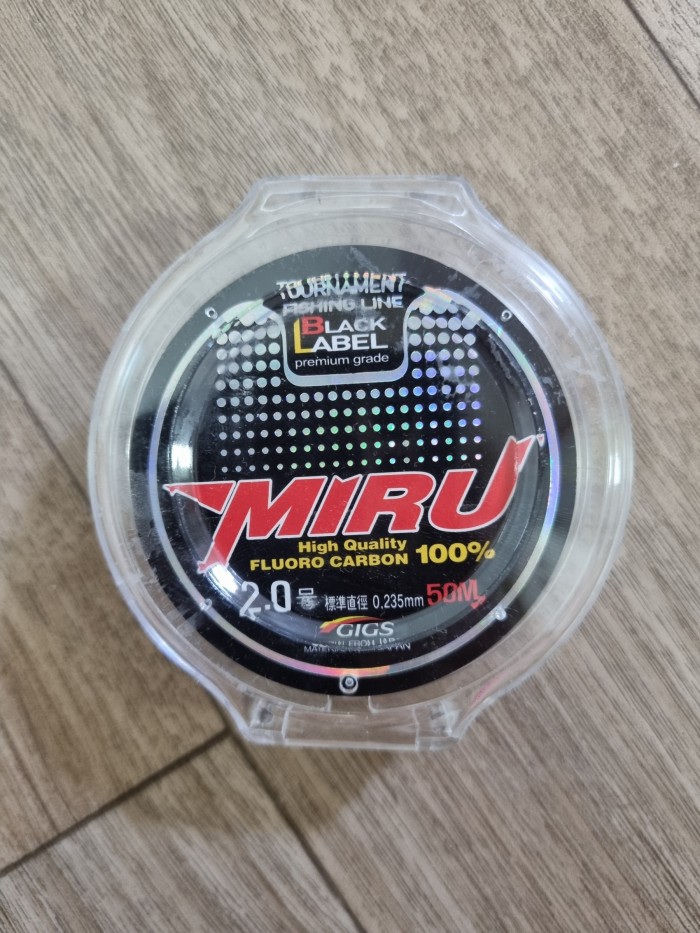 TOURNAMENT
FISHING LINE
BLACK
LABEL
premium grade
MIRU
High Quality
FLUORO CARBON 100%
2.0号 標準直徑 0.235mm 50M
GIGS